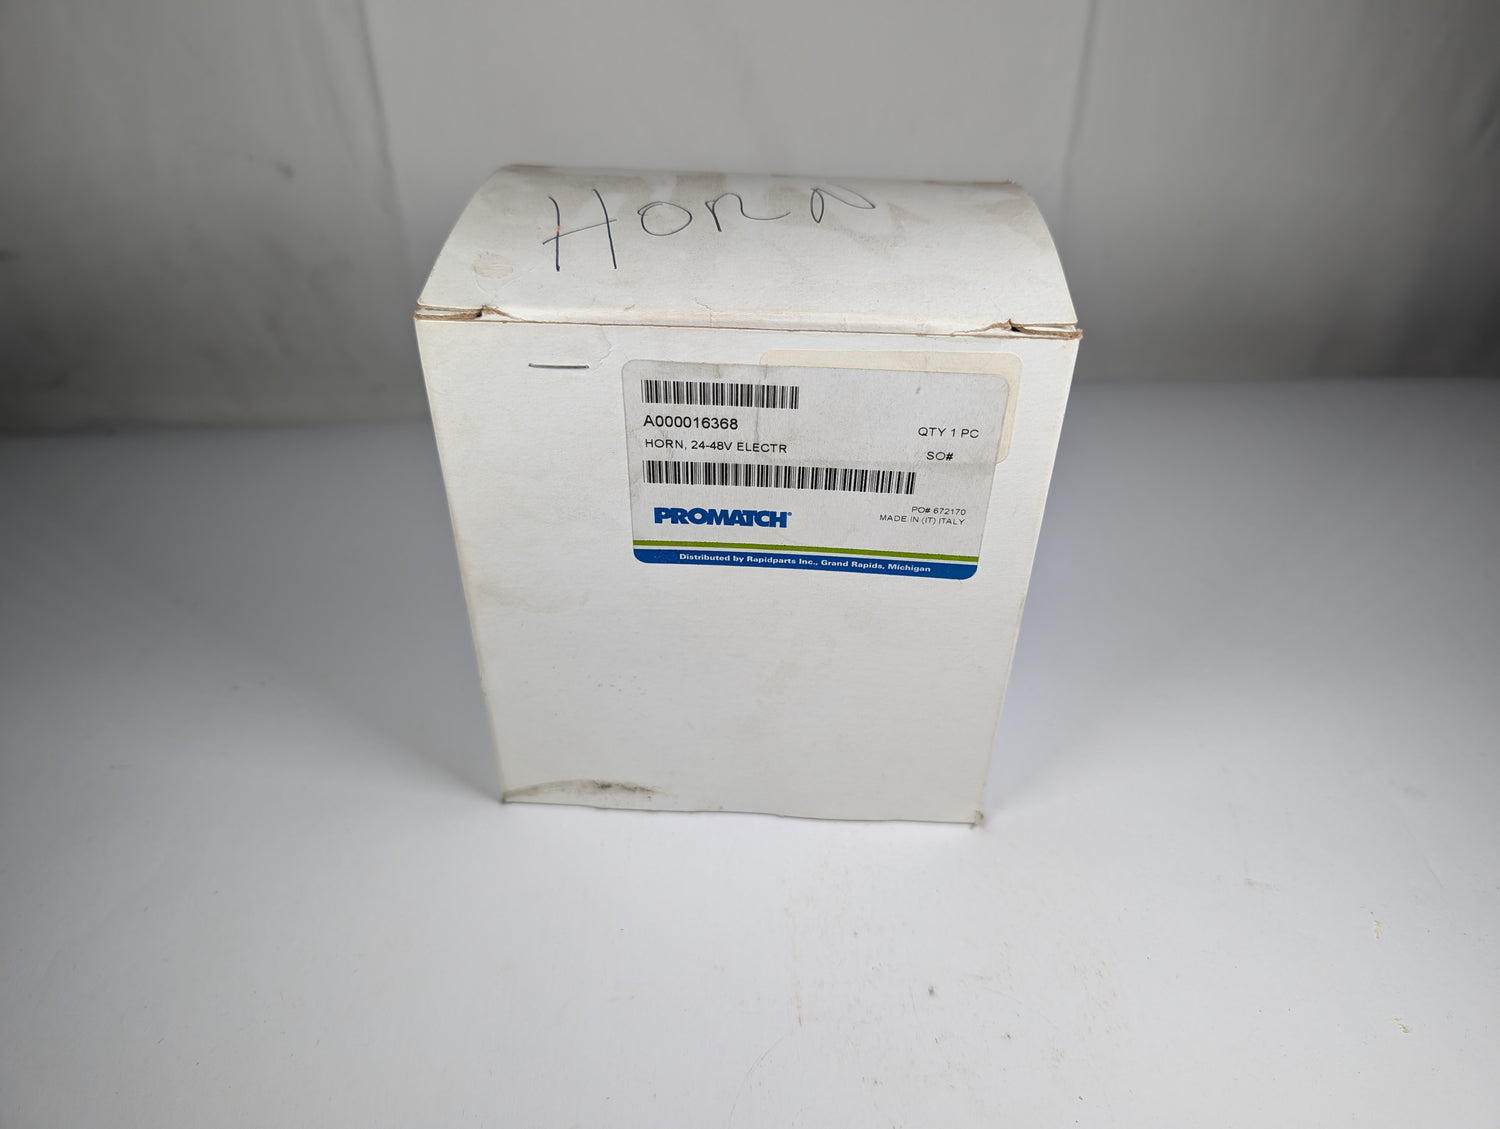 HORN
A000016368
QTY 1 PC
HORN, 24-48V ELECTR
SO#
PO# 672170
MADE IN (IT) ITALY
PROMATCH®
Distributed by Rapidparts Inc., Grand Rapids, Michigan